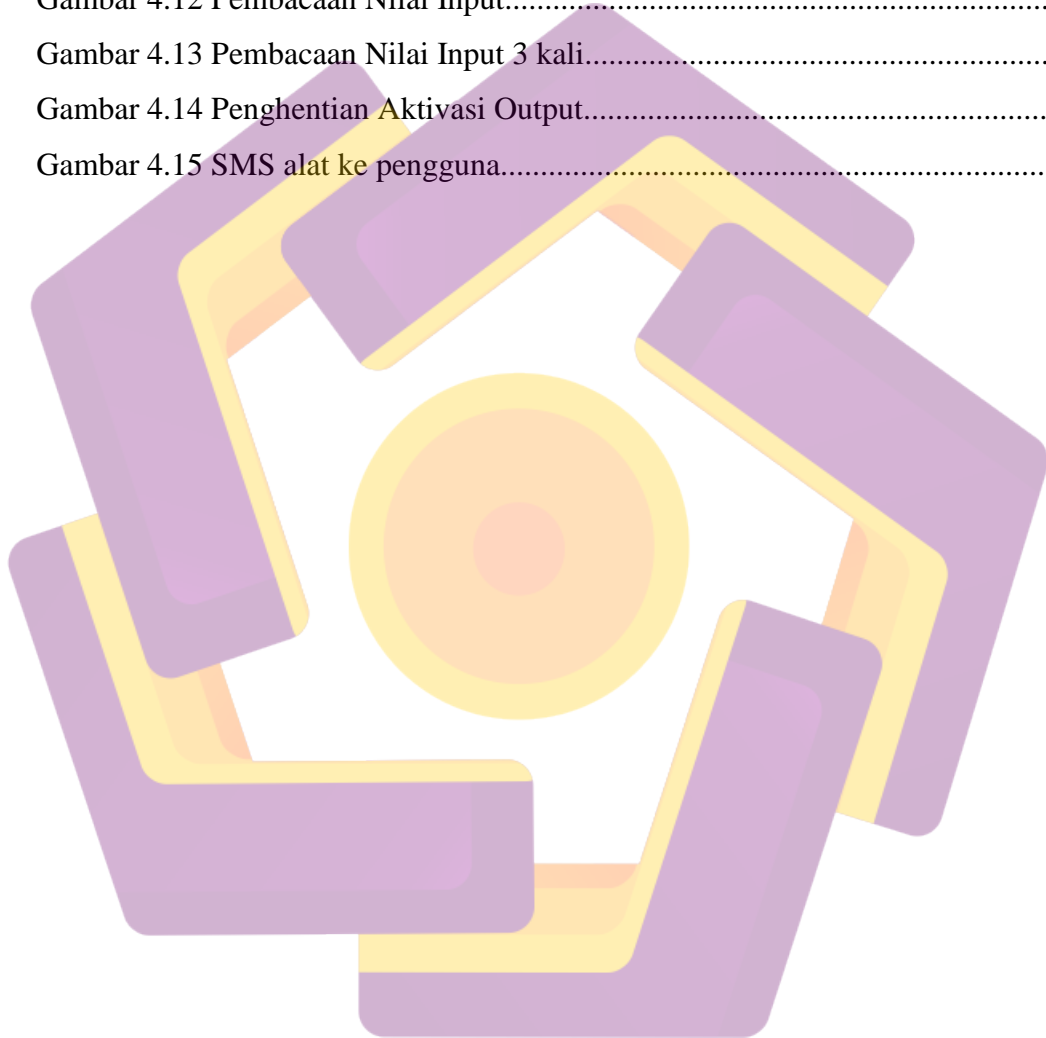 Gambar 4.12 Pembacaan Nilai Input....................................................................
Gambar 4.13 Pembacaan Nilai Input 3 kali.........................................................
Gambar 4.14 Penghentian Aktivasi Output.........................................................
Gambar 4.15 SMS alat ke pengguna...................................................................